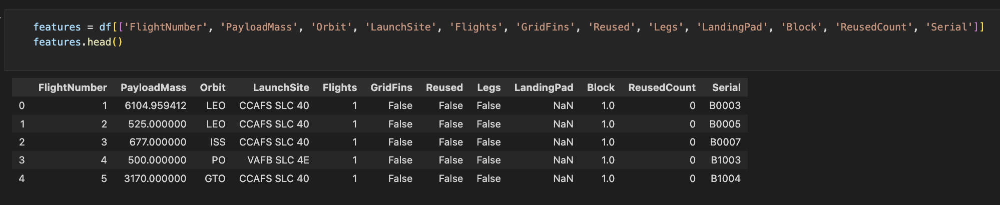 features = df[['FlightNumber', 'PayloadMass', 'Orbit', 'LaunchSite', 'Flights', 'GridFins', 'Reused', 'Legs', 'LandingPad', 'Block', 'ReusedCount', 'Serial']]
features.head()
FlightNumber PayloadMass Orbit LaunchSite Flights GridFins Reused Legs LandingPad Block ReusedCount Serial
0 1 6104.959412 LEO CCAFS SLC 40 1 False False False NaN 1.0 0 B0003
1 2 525.000000 LEO CCAFS SLC 40 1 False False False NaN 1.0 0 B0005
2 3 677.000000 ISS CCAFS SLC 40 1 False False False NaN 1.0 0 B0007
3 4 500.000000 PO VAFB SLC 4E 1 False False False NaN 1.0 0 B1003
4 5 3170.000000 GTO CCAFS SLC 40 1 False False False NaN 1.0 0 B1004